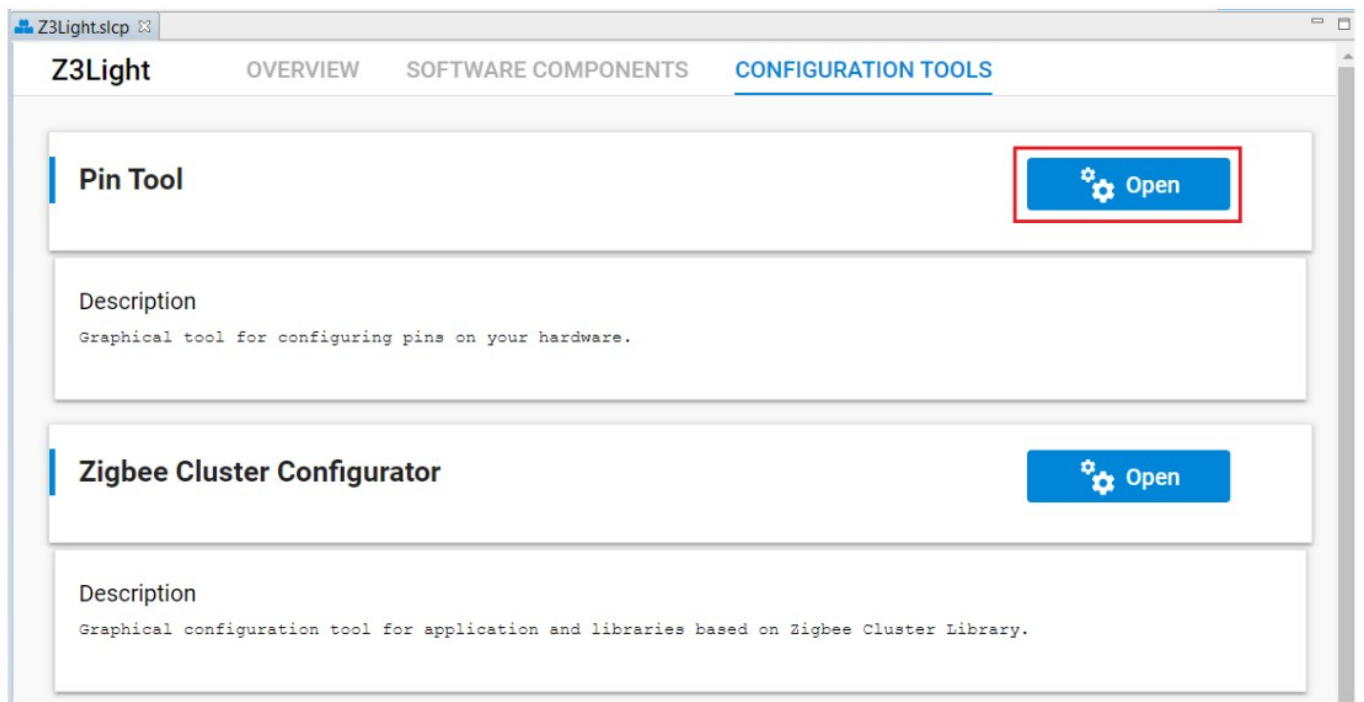 Z3Light.slcp
Z3Light OVERVIEW SOFTWARE COMPONENTS CONFIGURATION TOOLS
Pin Tool
Open
Description
Graphical tool for configuring pins on your hardware.
Zigbee Cluster Configurator
Open
Description
Graphical configuration tool for application and libraries based on Zigbee Cluster Library.